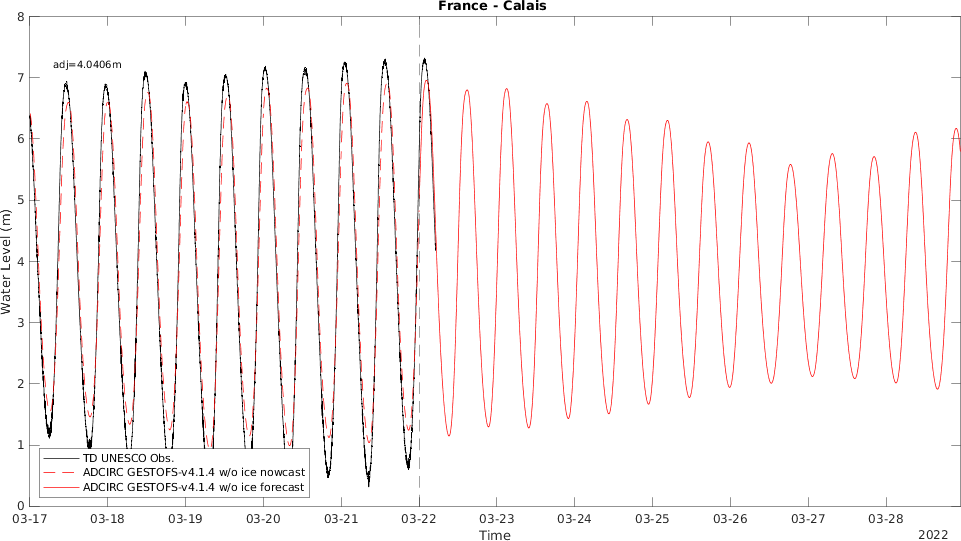 France - Calais
adj=4.0406m
Water Level (m)
8
7
6
5
4
3
2
1
0
TD UNESCO Obs.
ADCIRC GESTOFS-v4.1.4 w/o ice nowcast
ADCIRC GESTOFS-v4.1.4 w/o ice forecast
03-17 03-18 03-19 03-20 03-21 03-22 03-23 03-24 03-25 03-26 03-27 03-28
Time
2022